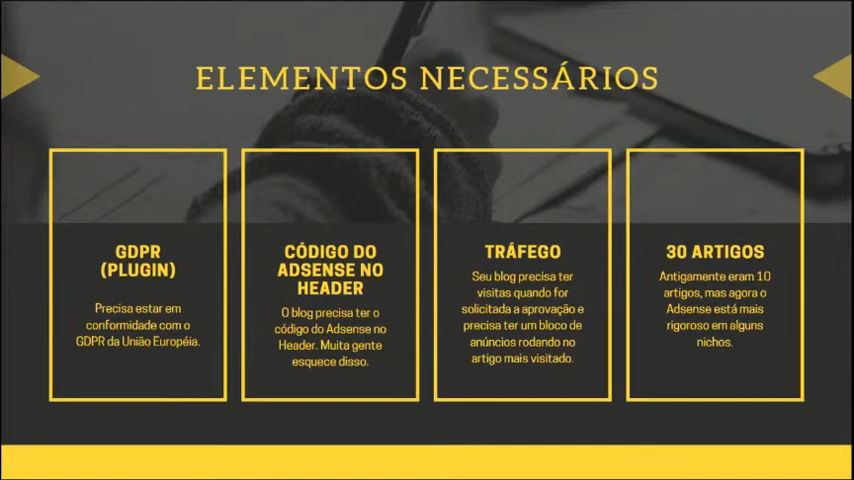 ELEMENTOS NECESSÁRIOS
GDPR
(PLUGIN)
Precisa estar em
conformidade com o
GDPR da União Européia.
CÓDIGO DO
ADSENSE NO
HEADER
O blog precisa ter o
código do Adsense no
Header. Muita gente
esquece disso.
TRÁFEGO
Seu blog precisa ter
visitas quando for
solicitada a aprovação e
precisa ter um bloco de
anúncios rodando no
artigo mais visitado.
30 ARTIGOS
Antigamente eram 10
artigos, mas agora o
Adsense está mais
rigoroso em alguns
nichos.